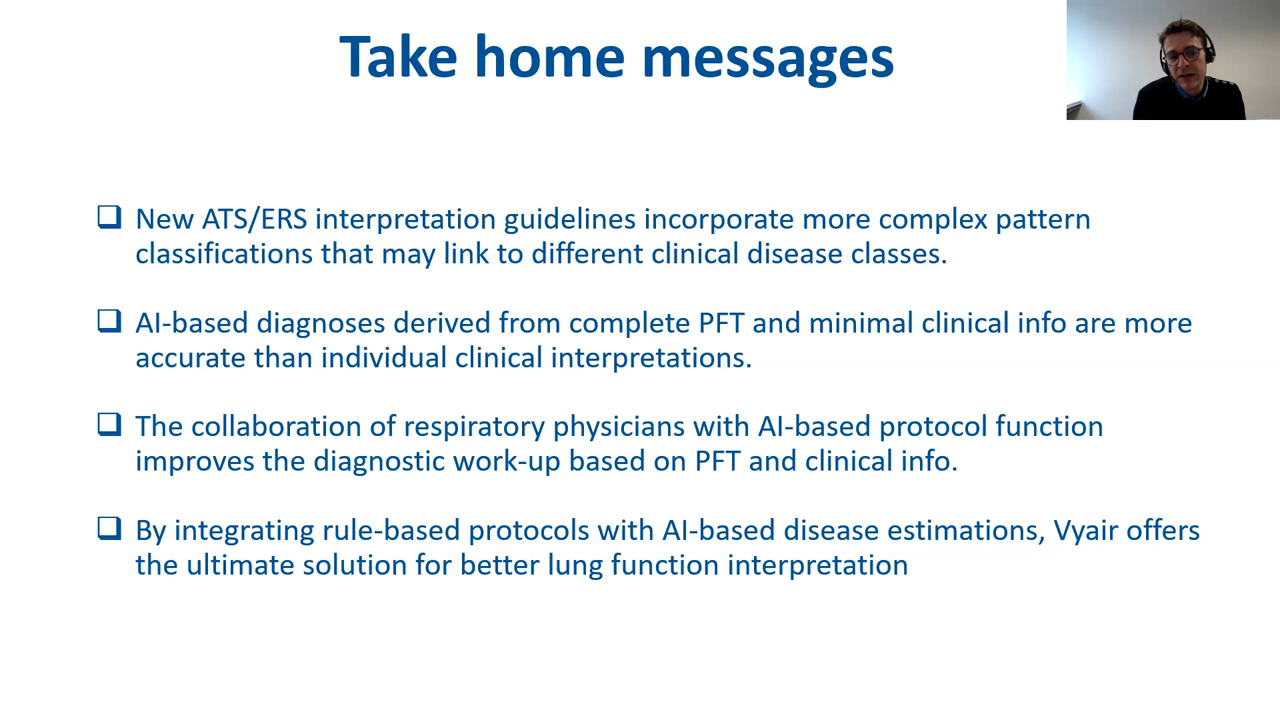 Take home messages
❑ New ATS/ERS interpretation guidelines incorporate more complex pattern
classifications that may link to different clinical disease classes.
❑ AI-based diagnoses derived from complete PFT and minimal clinical info are more
accurate than individual clinical interpretations.
❑ The collaboration of respiratory physicians with AI-based protocol function
improves the diagnostic work-up based on PFT and clinical info.
❑ By integrating rule-based protocols with AI-based disease estimations, Vyair offers
the ultimate solution for better lung function interpretation